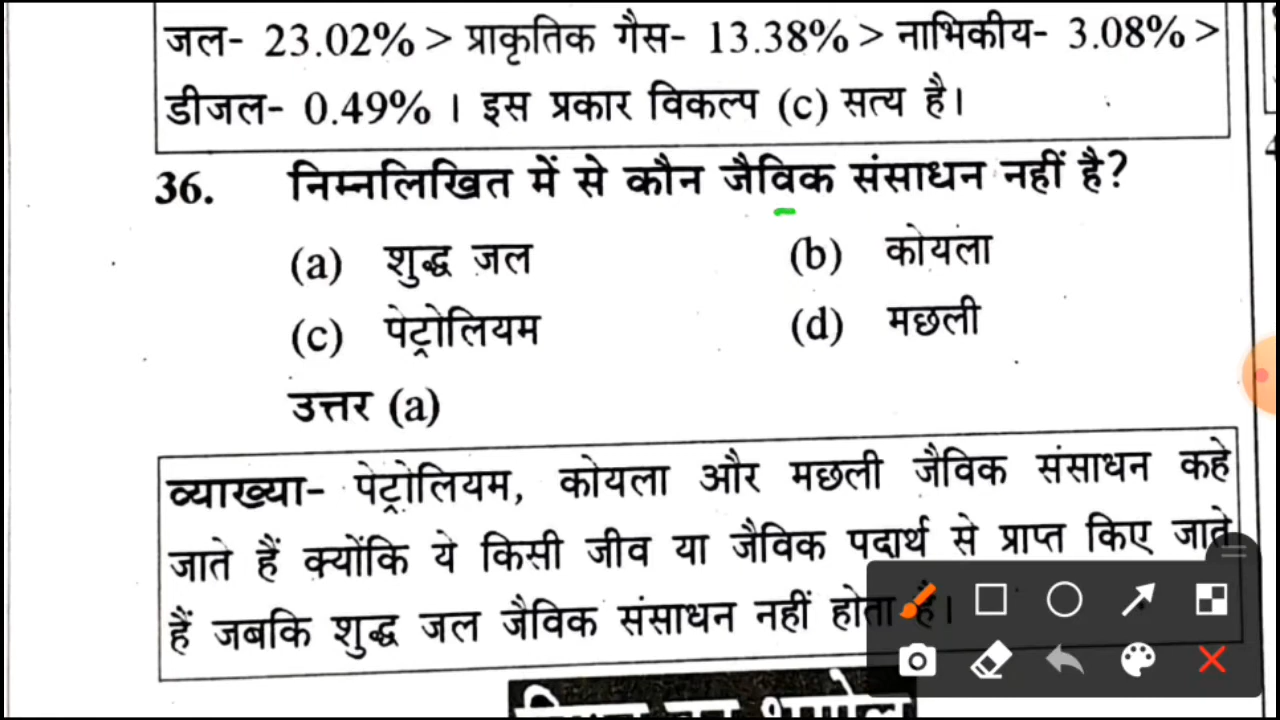 जल- 23.02% > प्राकृतिक गैस- 13.38% > नाभिकीय- 3.08% >
डीजल- 0.49% । इस प्रकार विकल्प (c) सत्य है।
36. निम्नलिखित में से कौन जैविक संसाधन नहीं है?
(a) शुद्ध जल (b) कोयला
(c) पेट्रोलियम (d) मछली
उत्तर (a)
व्याख्या- पेट्रोलियम, कोयला और मछली जैविक संसाधन कहे
जाते हैं क्योंकि ये किसी जीव या जैविक पदार्थ से प्राप्त किए जाते
हैं जबकि शुद्ध जल जैविक संसाधन नहीं होता है।